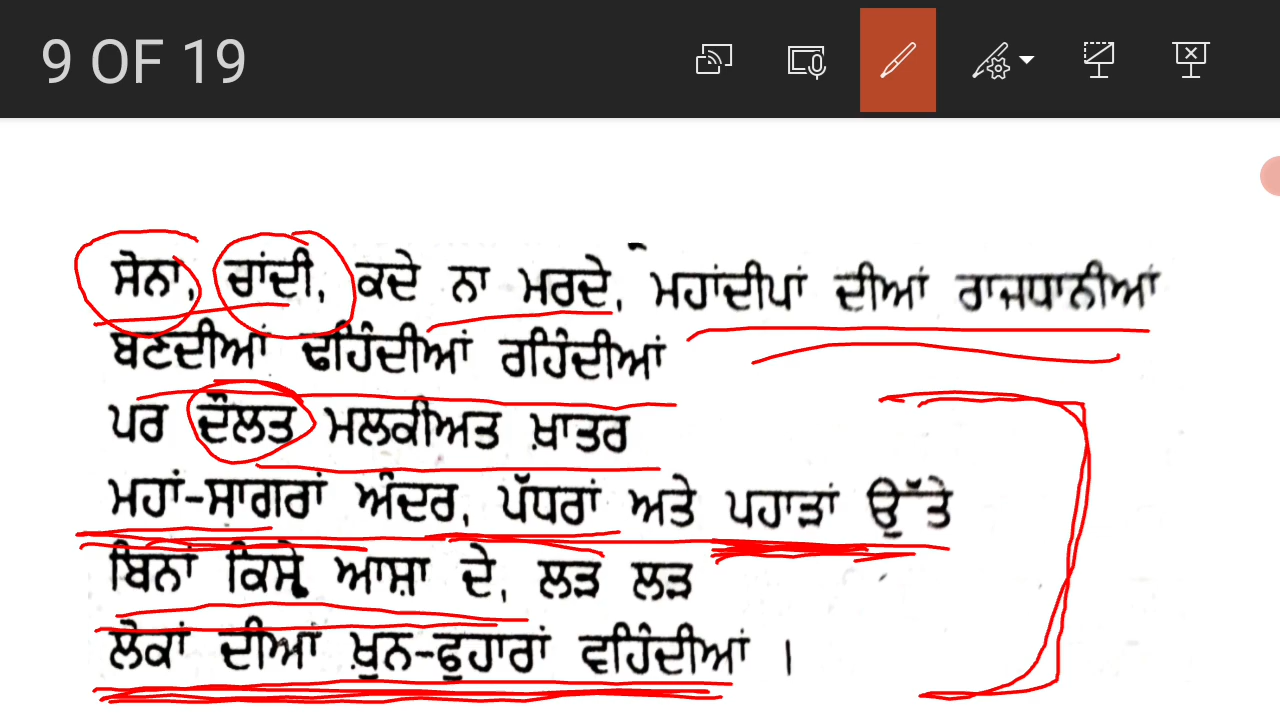 9 OF 19
ਸੋਨਾ, ਚਾਂਦੀ, ਕਦੇ ਨਾ ਮਰਦੇ, ਮਹਾਂਦੀਪਾਂ ਦੀਆਂ ਰਾਜਧਾਨੀਆਂ
ਬਣਦੀਆਂ ਢਹਿੰਦੀਆਂ ਰਹਿੰਦੀਆਂ
ਪਰ ਦੌਲਤ ਮਲਕੀਅਤ ਖ਼ਾਤਰ
ਮਹਾਂ-ਸਾਗਰਾਂ ਅੰਦਰ, ਪੱਧਰਾਂ ਅਤੇ ਪਹਾੜਾਂ ਉੱਤੇ
ਬਿਨਾਂ ਕਿਸੇ ਆਸ਼ਾ ਦੇ, ਲੜ ਲੜ
ਲੋਕਾਂ ਦੀਆਂ ਖ਼ੂਨ-ਫੁਹਾਰਾਂ ਵਹਿੰਦੀਆਂ ।